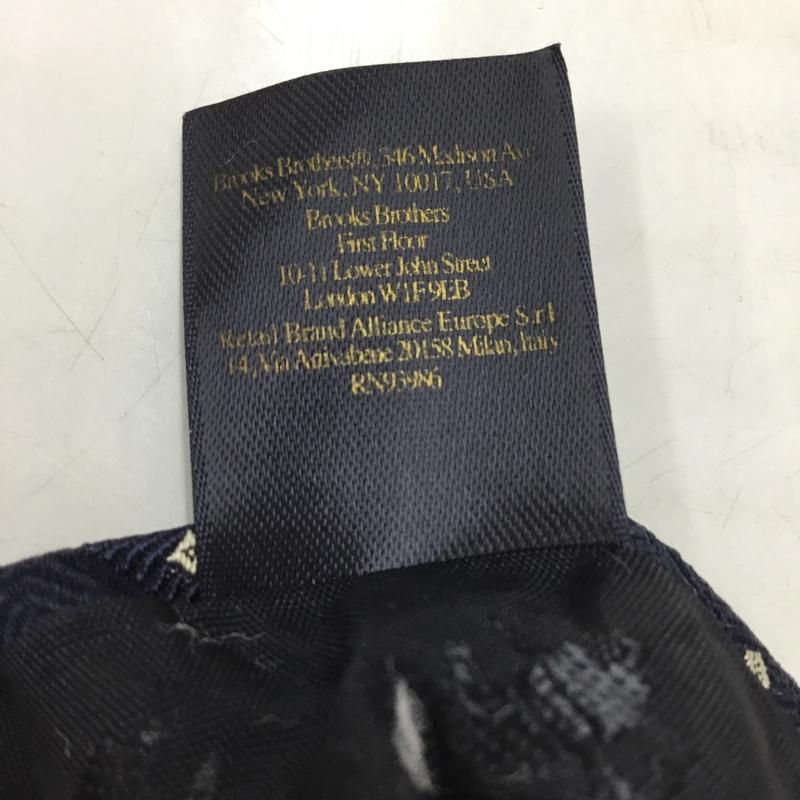 Brooks Brothers®, 346 Madison Ave
New York, NY 10017, USA
Brooks Brothers
First Floor
10-11 Lower John Street
London W1F 9EB
Retail Brand Alliance Europe S.r.l
14, Via 20158 Milan, Italy
RN93986